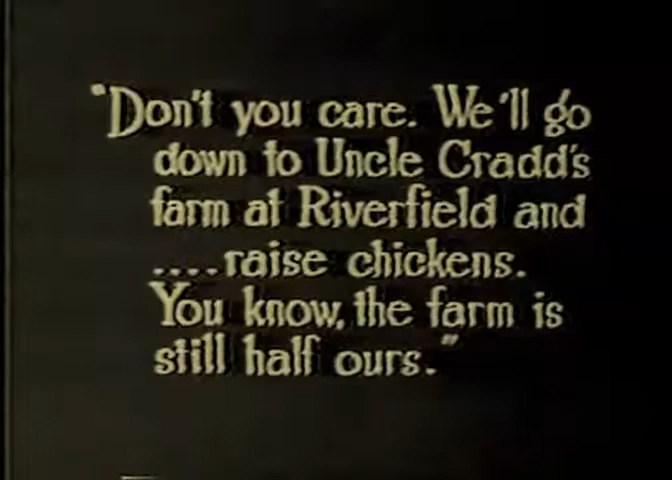 "Don't you care. We'll go
down to Uncle Cradd's
farm at Riverfield and
....raise chickens.
You know, the farm is
still half ours."